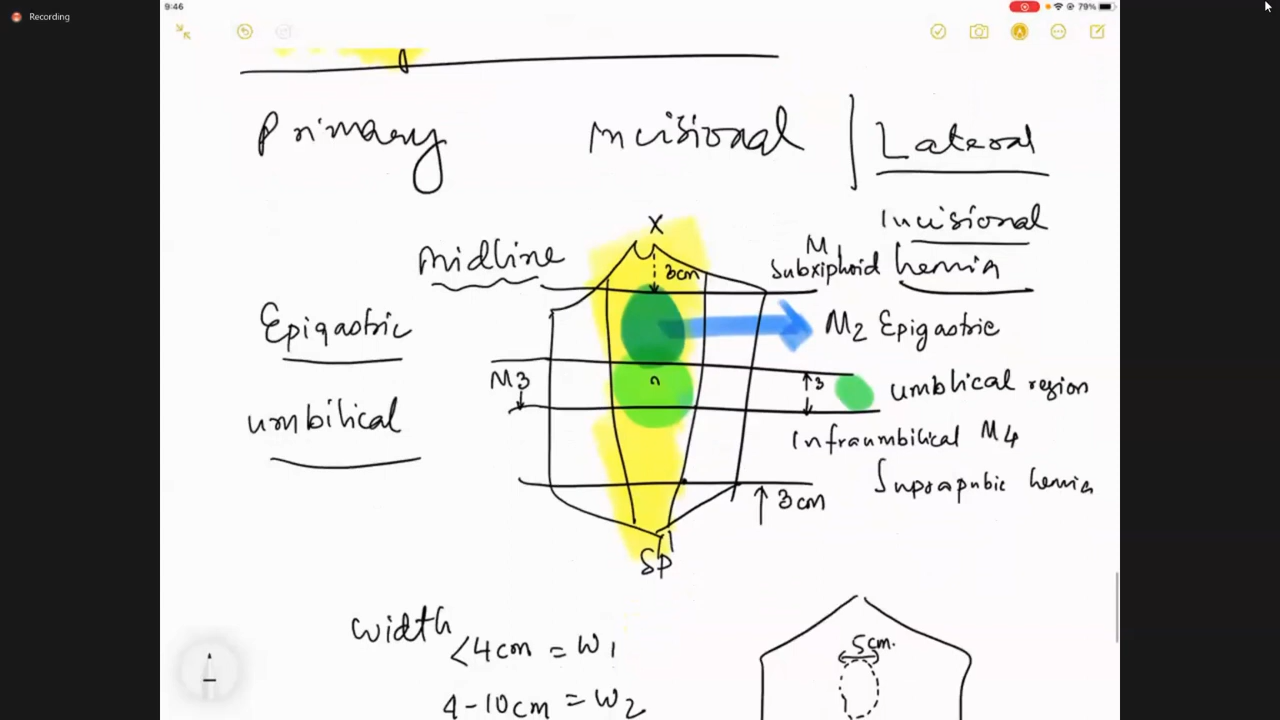 Recording
9:46
79%
Primary Incisional Lateral
Incisional
hernia
X
midline
3cm
M
subxiphoid
Epigastric
M2 Epigastric
M3
3
umblical region
umbilical
Infraumbilical M4
Suprapubic hernia
3cm
SP
width
<4cm = W1
4-10cm = W2
5cm.